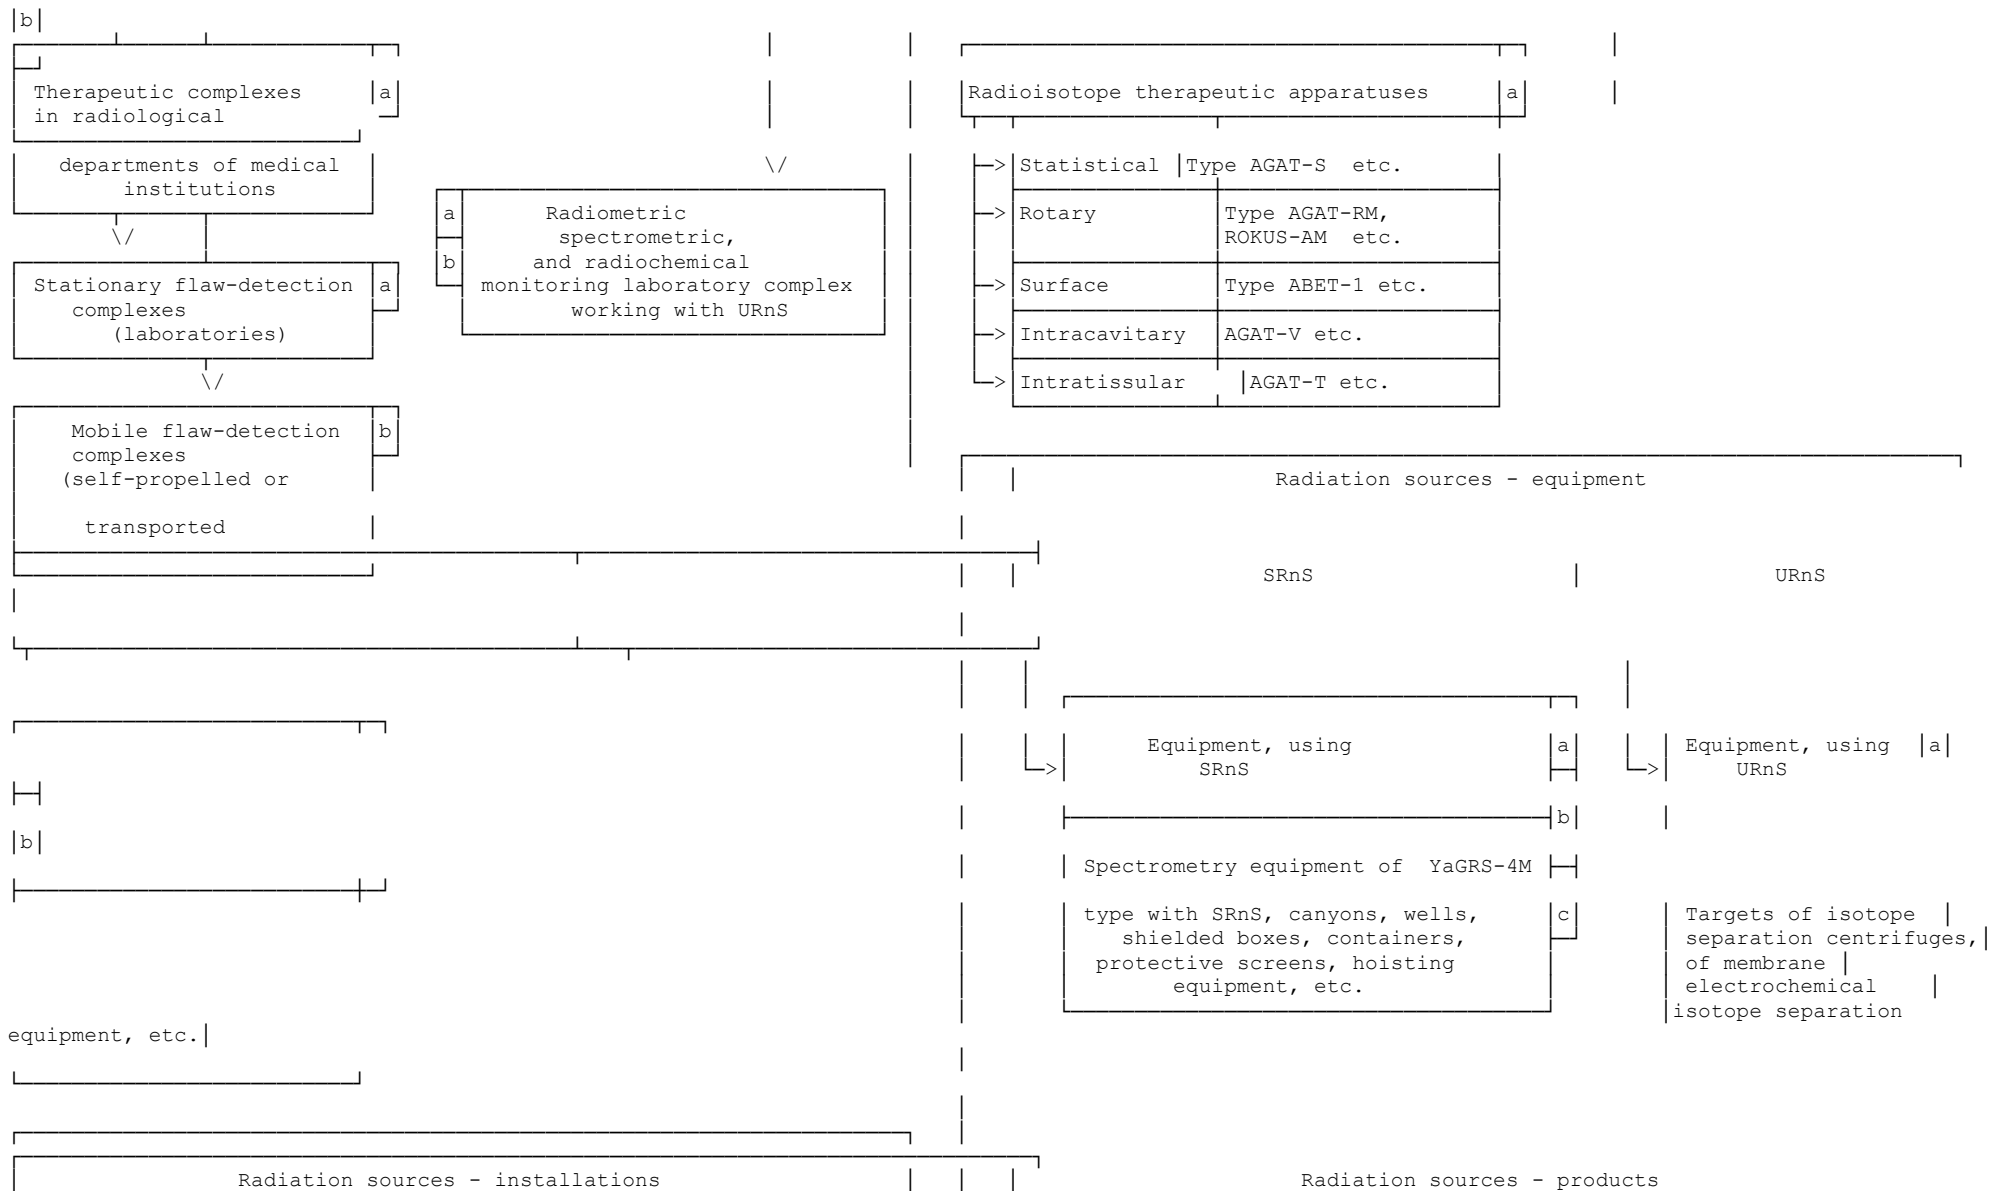 b
Therapeutic complexes a
in radiological
departments of medical
institutions
Stationary flaw-detection a
complexes
(laboratories)
Mobile flaw-detection b
complexes
(self-propelled or
transported
a Radiometric
spectrometric,
b and radiochemical
monitoring laboratory complex
working with URnS
Radioisotope therapeutic apparatuses a
Statistical Type AGAT-S etc.
Rotary Type AGAT-RM,
ROKUS-AM etc.
Surface Type ABET-1 etc.
Intracavitary AGAT-V etc.
Intratissular AGAT-T etc.
Radiation sources - equipment
SRnS URnS
Equipment, using a
SRnS
b
Spectrometry equipment of YaGRS-4M
type with SRnS, canyons, wells, c
shielded boxes, containers,
protective screens, hoisting
equipment, etc.
Equipment, using a
URnS
b
Targets of isotope
separation centrifuges,
of membrane
electrochemical
isotope separation
equipment, etc.
Radiation sources - installations
Radiation sources - products